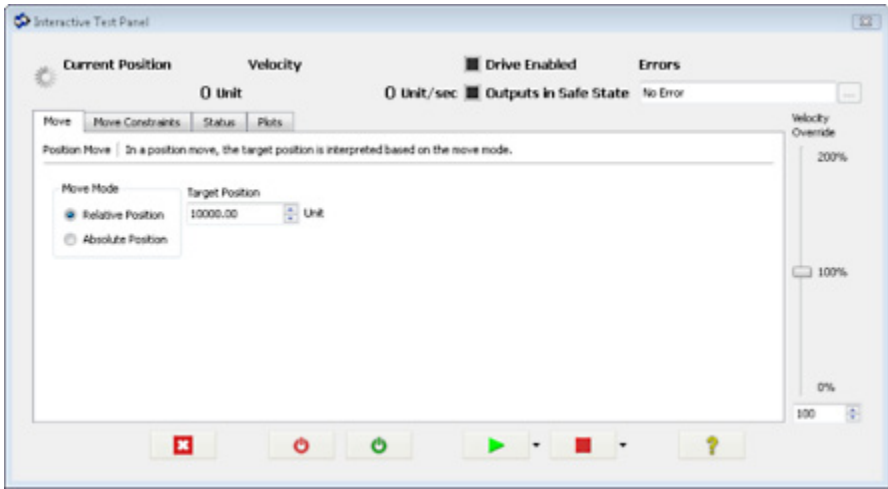 Interactive Test Panel
Current Position
Velocity
Drive Enabled
Errors
0 Unit
0 Unit/sec
Outputs in Safe State
No Error
...
Move
Move Constraints
Status
Plots
Velocity
Override
Position Move | In a position move, the target position is interpreted based on the move mode.
200%
Move Mode
Target Position
Relative Position
10000.00
Unit
Absolute Position
100%
0%
100